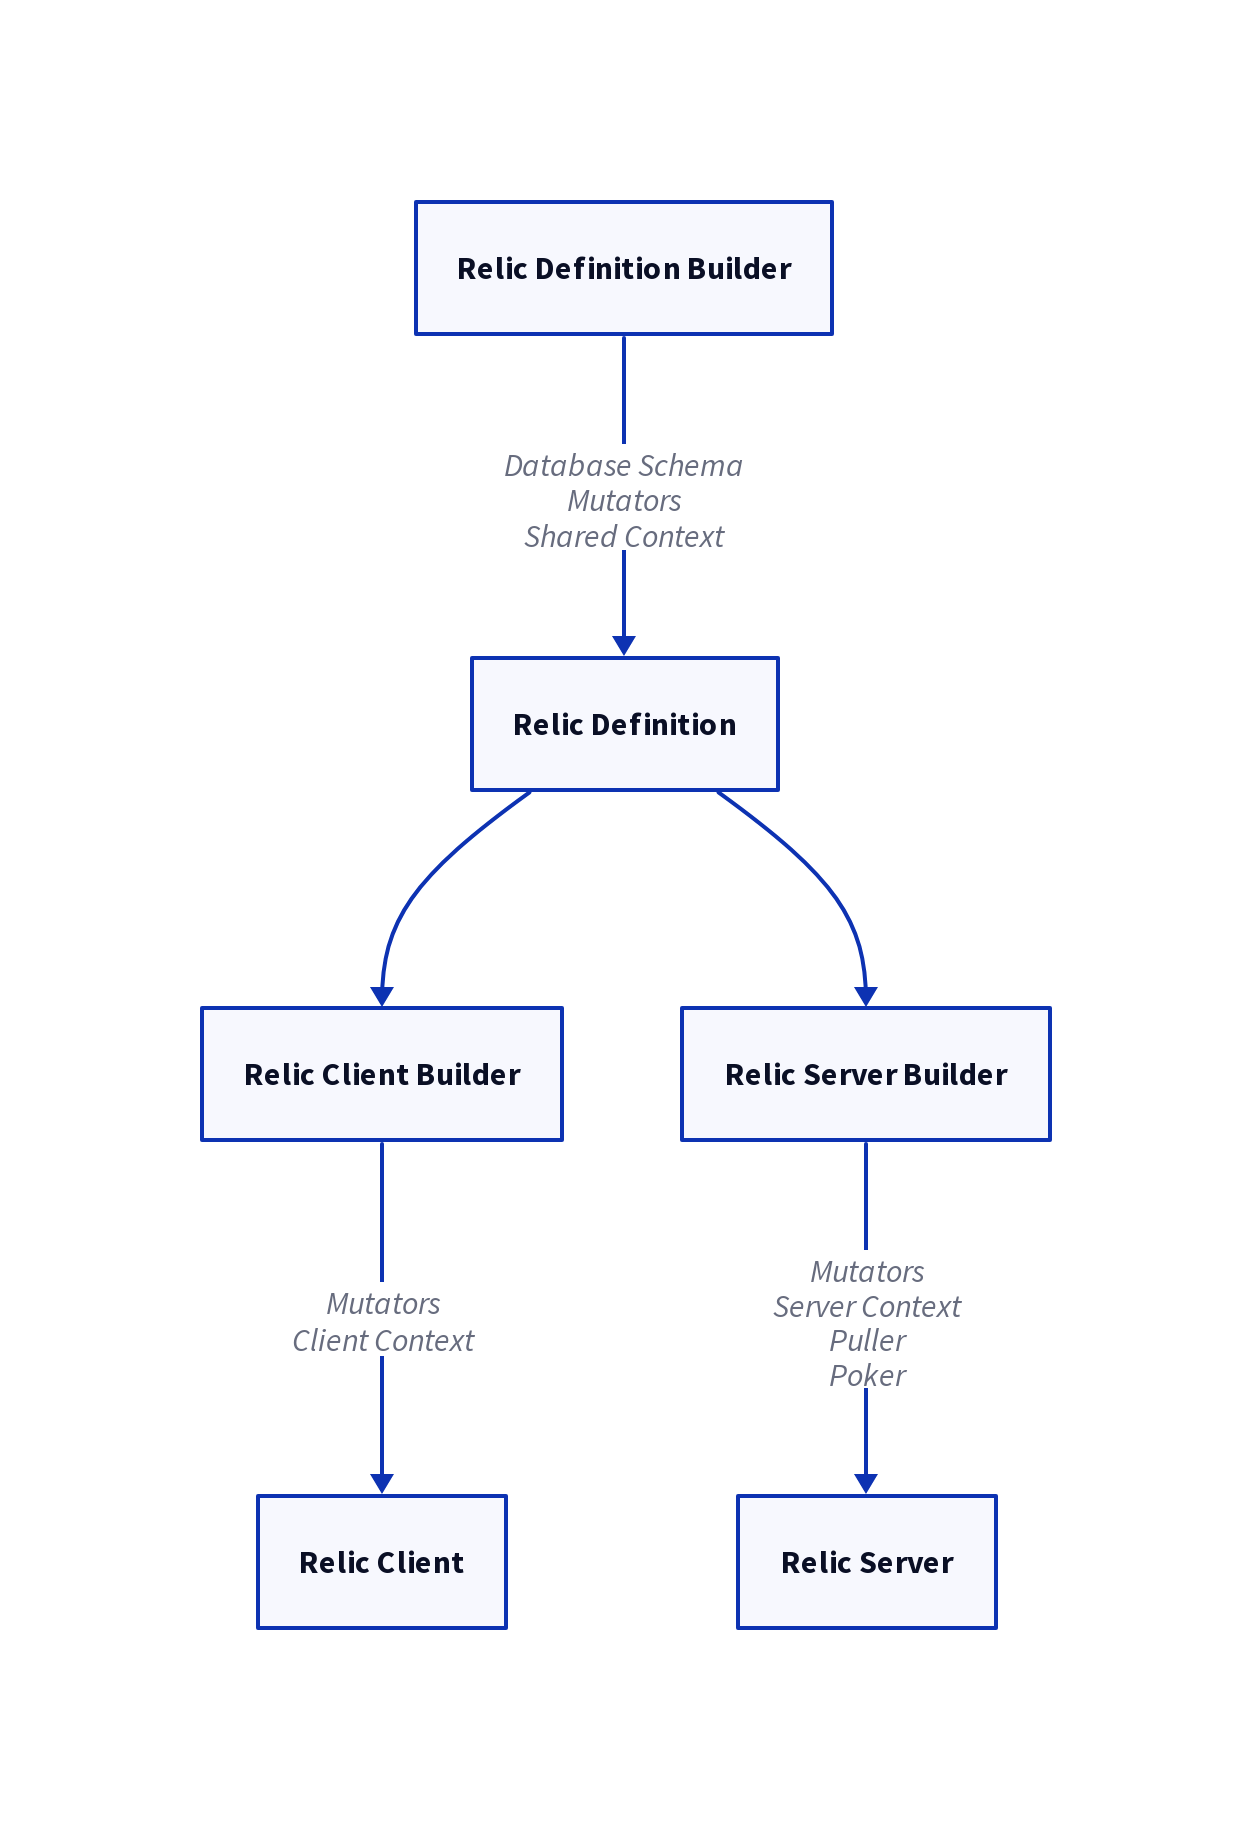 Relic Definition Builder
Database Schema
Mutators
Shared Context
Relic Definition
Relic Client Builder
Relic Server Builder
Mutators
Client Context
Mutators
Server Context
Puller
Poker
Relic Client
Relic Server